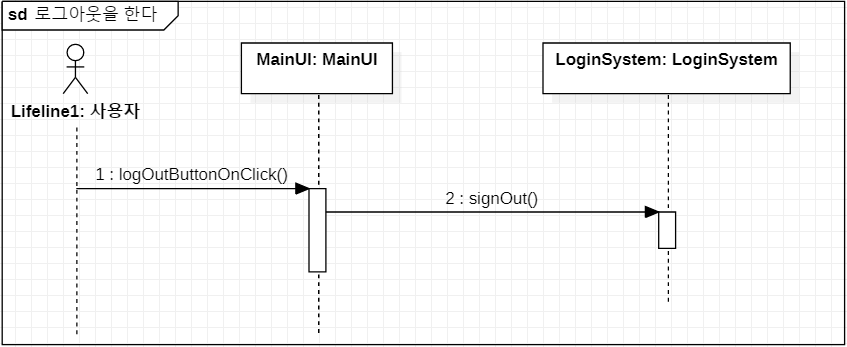 sd 로그아웃을 한다
MainUI: MainUI
LoginSystem: LoginSystem
Lifeline1: 사용자
1 : logOutButtonOnClick()
2 : signOut()